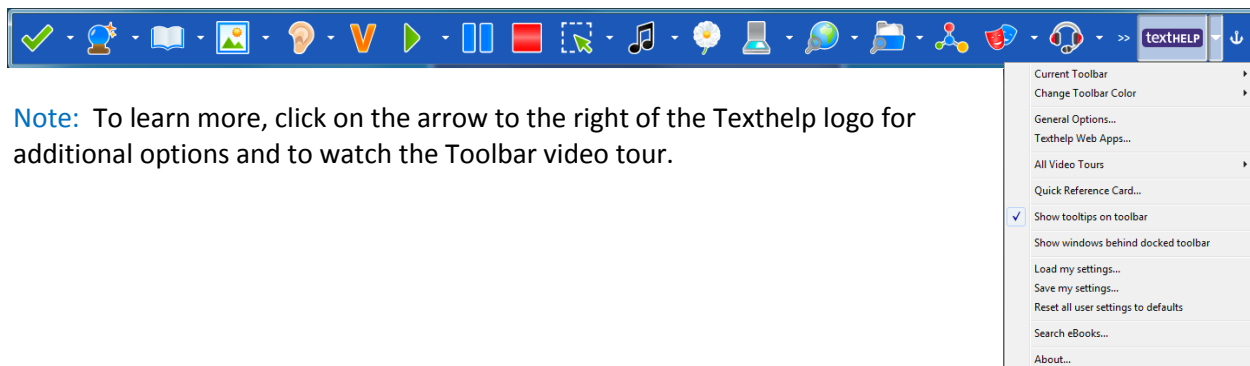 textHELP
Current Toolbar
Change Toolbar Color
General Options...
Texthelp Web Apps...
All Video Tours
Quick Reference Card...
Show tooltips on toolbar
Show windows behind docked toolbar
Load my settings...
Save my settings...
Reset all user settings to defaults
Search eBooks...
About...
Note: To learn more, click on the arrow to the right of the Texthelp logo for
additional options and to watch the Toolbar video tour.